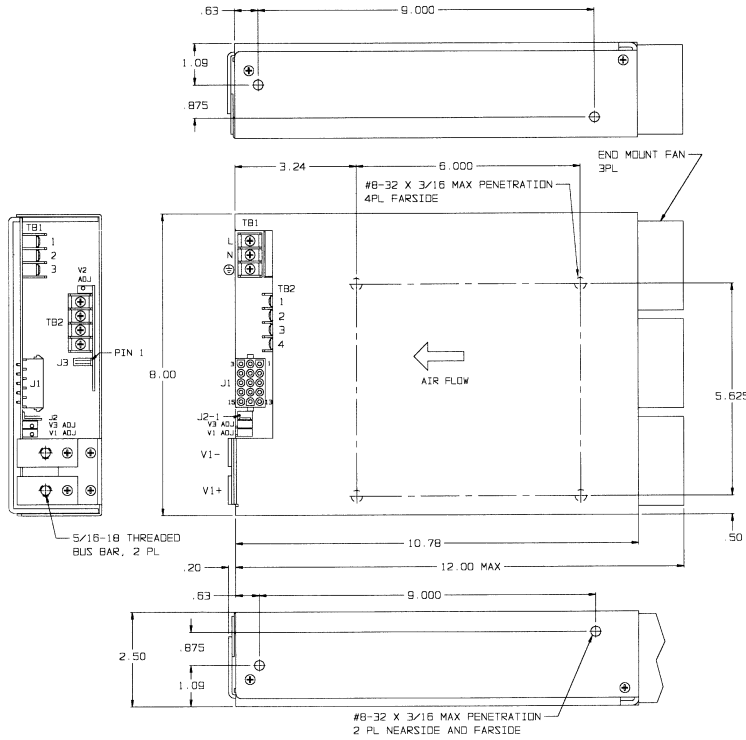 .63
9.000
1.09
.875
END MOUNT FAN
3PL
3.24
6.000
#8-32 X 3/16 MAX PENETRATION
4PL FARSIDE
TB1
1
2
3
V2
ADJ
TB2
PIN 1
J3
J1
J2
V3 ADJ
V1 ADJ
5/16-18 THREADED
BUS BAR, 2 PL
8.00
TB1
L
N
TB2
1
2
3
4
3
1
J1
15
13
J2-1
V3 ADJ
V1 ADJ
V1-
V1+
AIR FLOW
5.625
.50
10.78
12.00 MAX
.20
.63
9.000
2.50
.875
1.09
#8-32 X 3/16 MAX PENETRATION
2 PL NEARSIDE AND FARSIDE